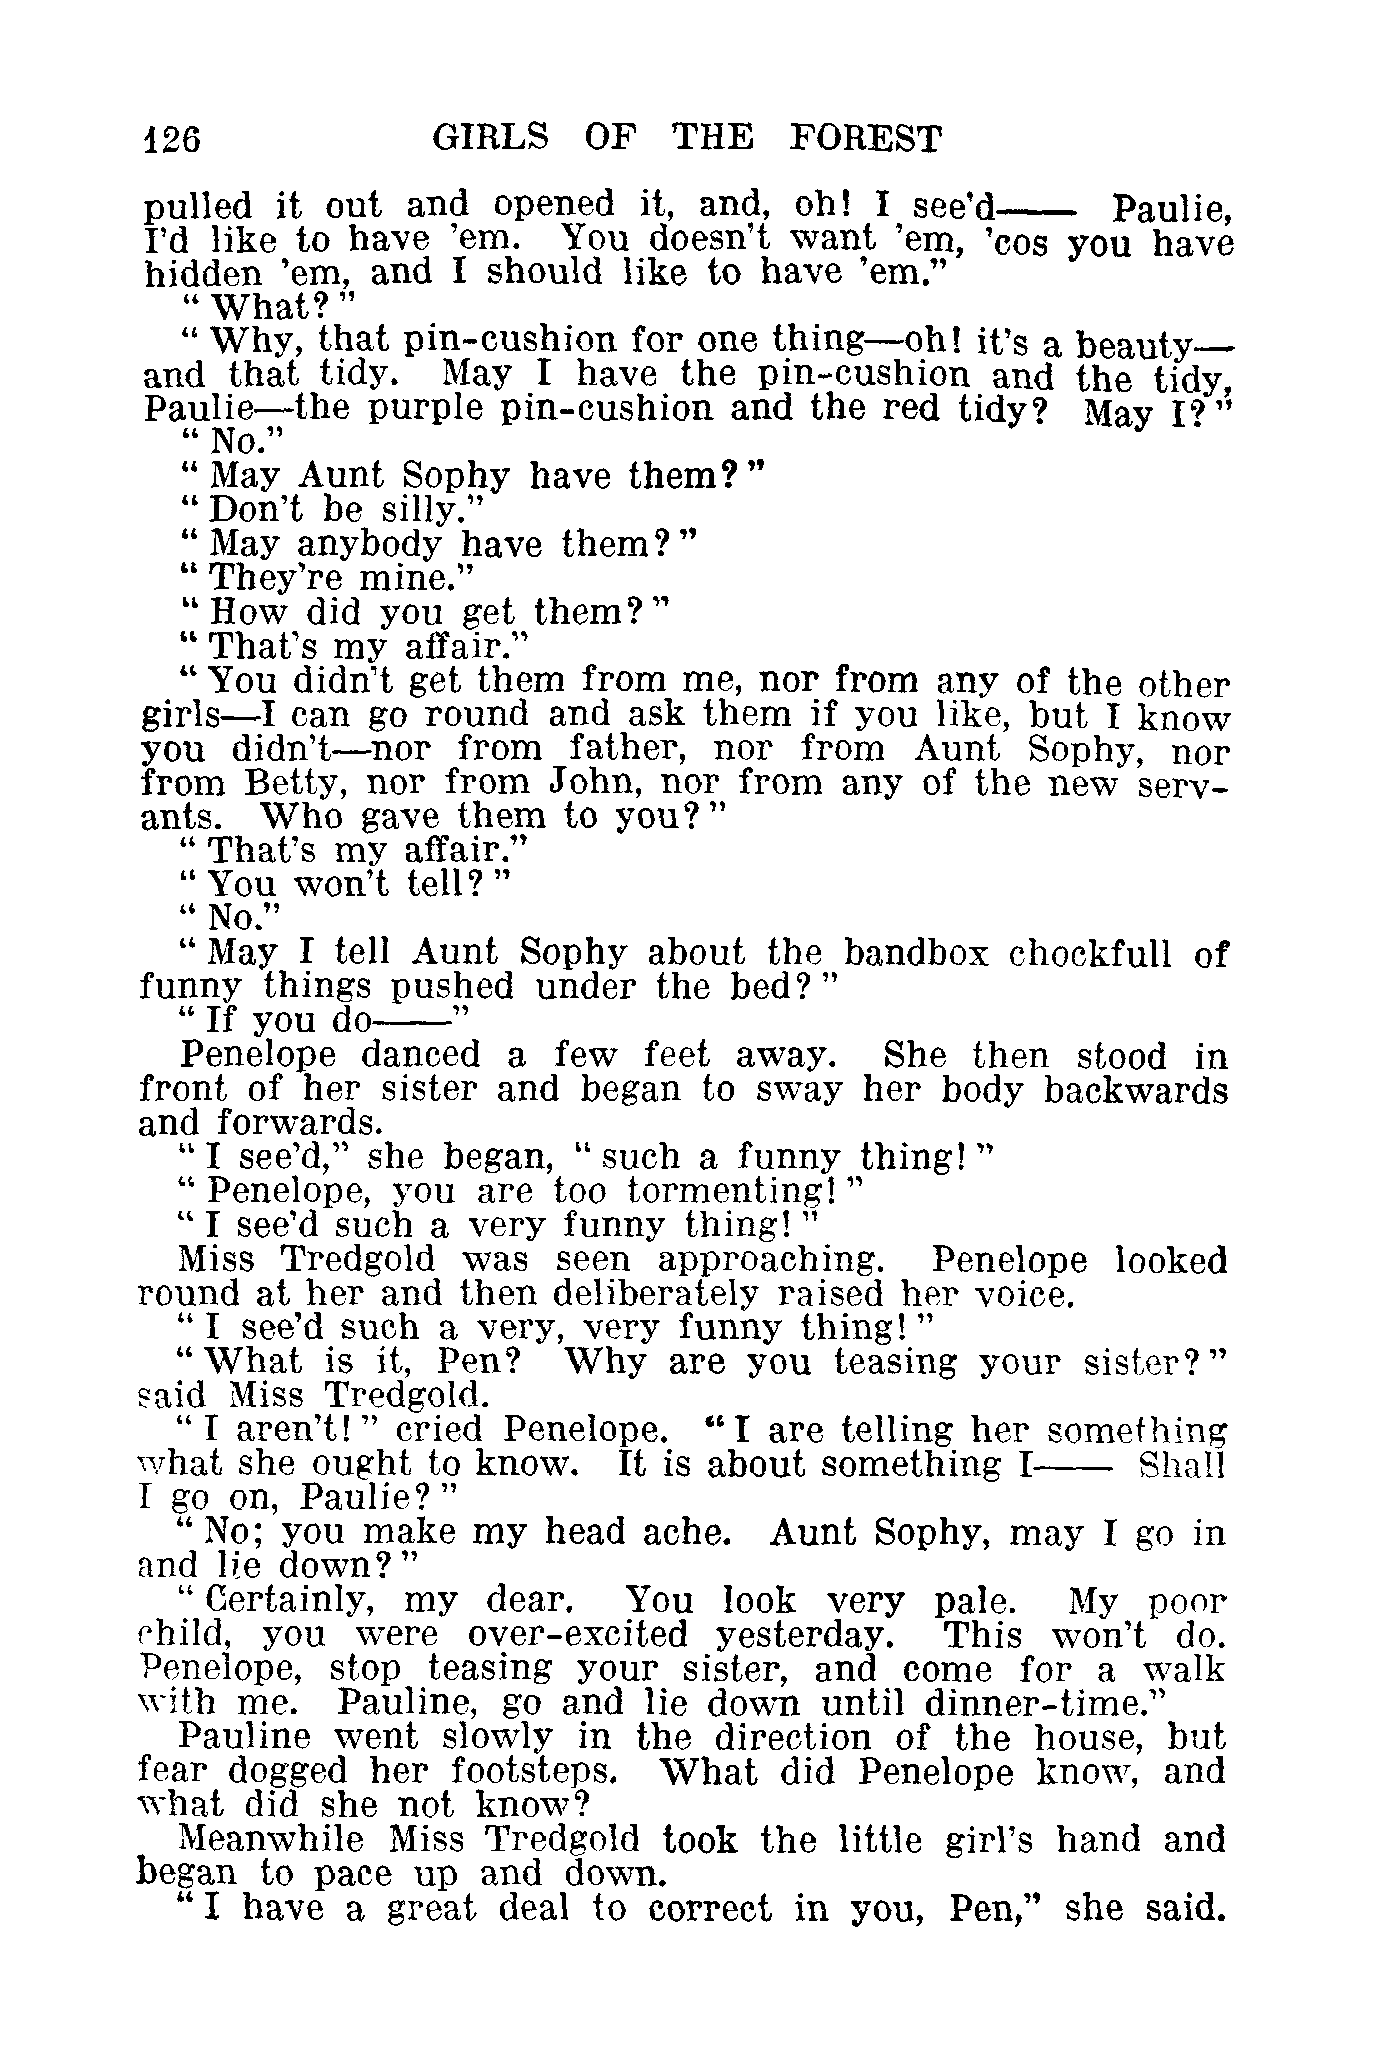 126 GIRLS OF THE FOREST
pulled it out and opened it, and, oh! I see'd—— Paulie,
I'd like to have 'em. You doesn't want 'em, 'cos you have
hidden 'em, and I should like to have 'em."
"What?"
"Why, that pin-cushion for one thing—oh! it's a beauty—
and that tidy. May I have the pin-cushion and the tidy,
Paulie—the purple pin-cushion and the red tidy? May I?"
"No."
"May Aunt Sophy have them?"
"Don't be silly."
"May anybody have them?"
"They're mine."
"How did you get them?"
"That's my affair."
"You didn't get them from me, nor from any of the other
girls—I can go round and ask them if you like, but I know
you didn't—nor from father, nor from Aunt Sophy, nor
from Betty, nor from John, nor from any of the new serv-
ants. Who gave them to you?"
"That's my affair."
"You won't tell?"
"No."
"May I tell Aunt Sophy about the bandbox chockfull of
funny things pushed under the bed?"
"If you do——"
Penelope danced a few feet away. She then stood in
front of her sister and began to sway her body backwards
and forwards.
"I see'd," she began, "such a funny thing!"
"Penelope, you are too tormenting!"
"I see'd such a very funny thing!"
Miss Tredgold was seen approaching. Penelope looked
round at her and then deliberately raised her voice.
"I see'd such a very, very funny thing!"
"What is it, Pen? Why are you teasing your sister?"
said Miss Tredgold.
"I aren't!" cried Penelope. "I are telling her something
what she ought to know. It is about something I—— Shall
I go on, Paulie?"
"No; you make my head ache. Aunt Sophy, may I go in
and lie down?"
"Certainly, my dear. You look very pale. My poor
child, you were over-excited yesterday. This won't do.
Penelope, stop teasing your sister, and come for a walk
with me. Pauline, go and lie down until dinner-time."
Pauline went slowly in the direction of the house, but
fear dogged her footsteps. What did Penelope know, and
what did she not know?
Meanwhile Miss Tredgold took the little girl's hand and
began to pace up and down.
"I have a great deal to correct in you, Pen," she said.